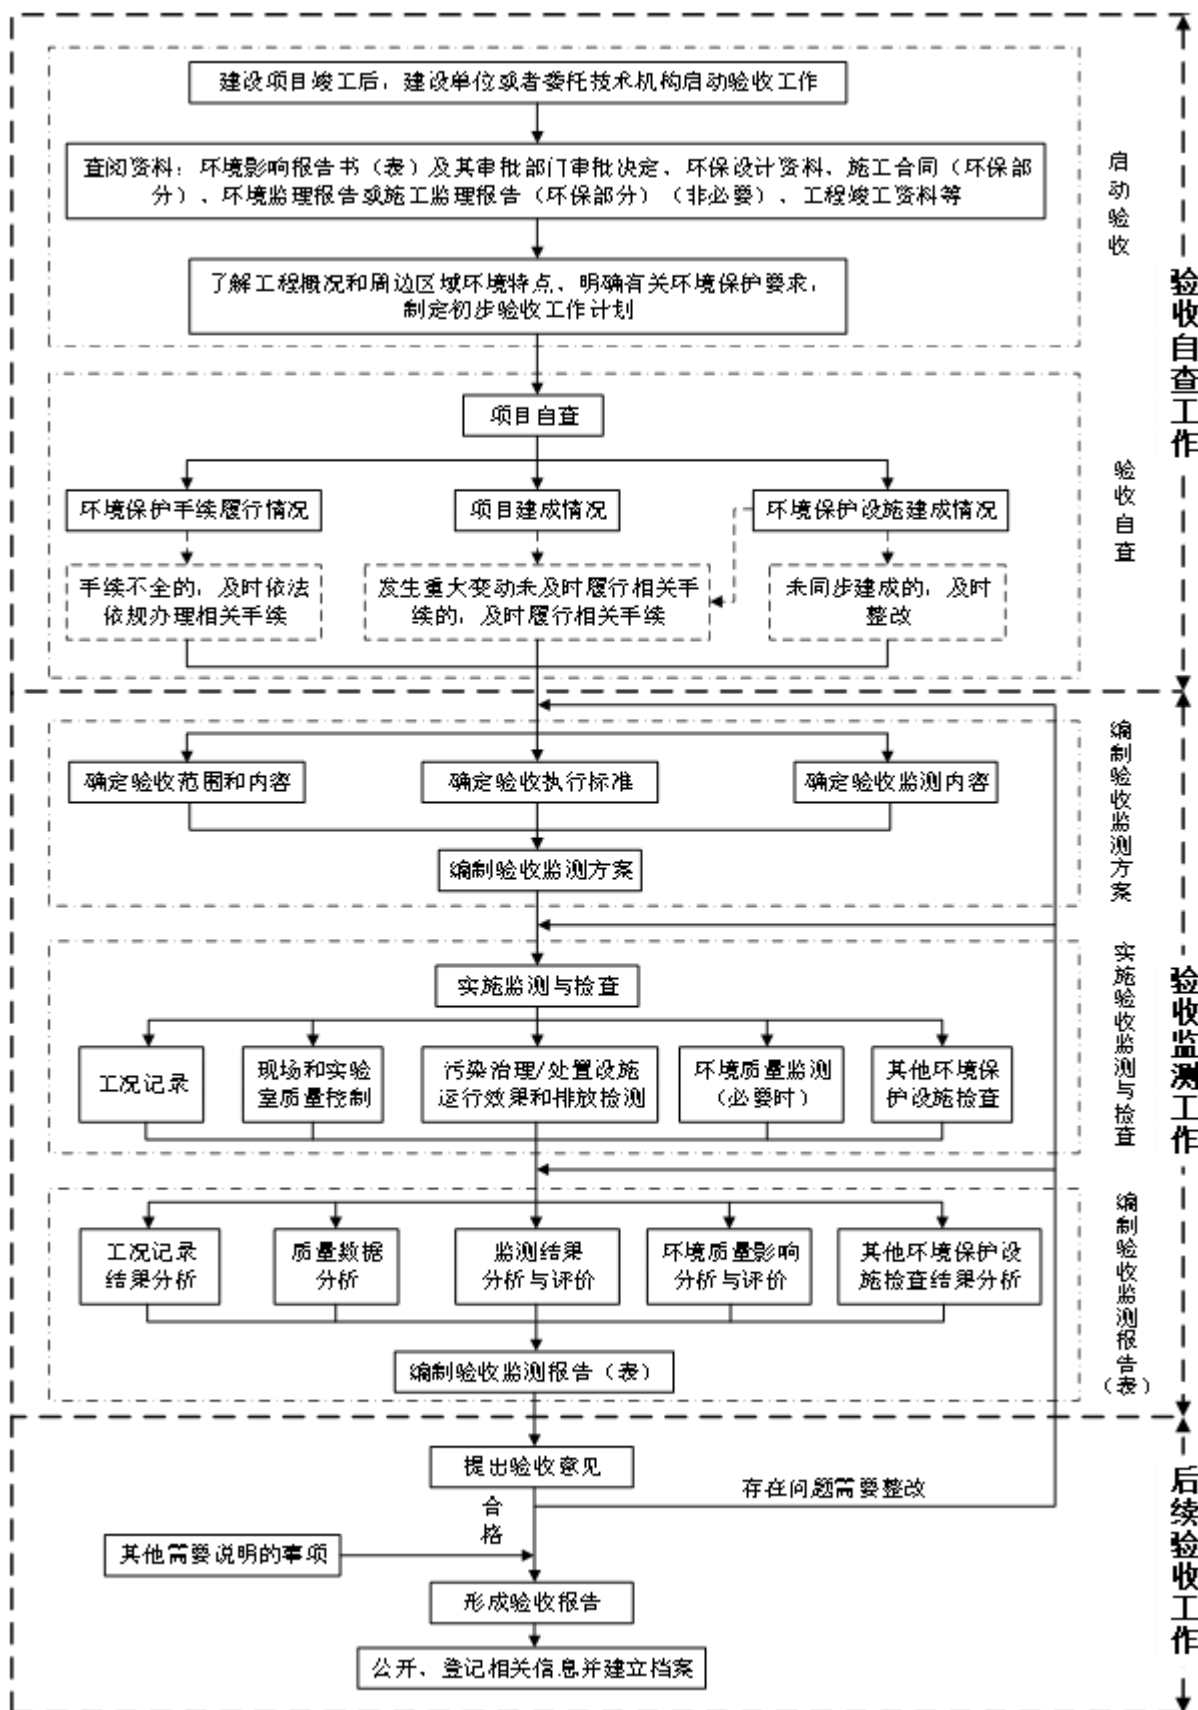 建设项目竣工后，建设单位或者委托技术机构启动验收工作
查阅资料：环境影响报告书（表）及其审批部门审批决定、环保设计资料、施工合同（环保部
分）、环境监理报告或施工监理报告（环保部分）（非必要）、工程竣工资料等
了解工程概况和周边区域环境特点、明确有关环境保护要求，
制定初步验收工作计划
启动验收
项目自查
环境保护手续履行情况
项目建成情况
环境保护设施建成情况
手续不全的，及时依法
依规办理相关手续
发生重大变动未及时履行相关手
续的，及时履行相关手续
未同步建成的，及时
整改
验收自查
验收自查工作
确定验收范围和内容
确定验收执行标准
确定验收监测内容
编制验收监测方案
编制验收监测方案
实施监测与检查
工况记录
现场和实验
室质量控制
污染治理/处置设施
运行效果和排放检测
环境质量监测
（必要时）
其他环境保
护设施检查
实施验收监测与检查
工况记录
结果分析
质量数据
分析
监测结果
分析与评价
环境质量影响
分析与评价
其他环境保护设
施检查结果分析
编制验收监测报告（表）
编制验收监测报告（表）
验收监测工作
提出验收意见
存在问题需要整改
合格
其他需要说明的事项
形成验收报告
公开、登记相关信息并建立档案
后续验收工作